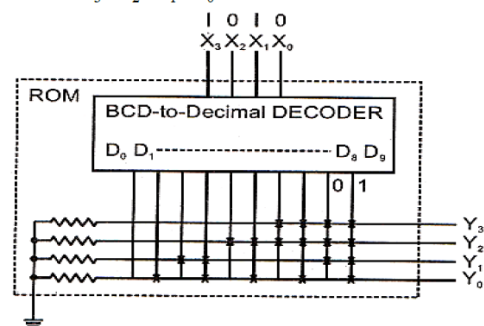 1 0 1 0
X₃ X₂ X₁ X₀
ROM
BCD-to-Decimal DECODER
D₀ D₁ D₈ D₉
0 1
Y₃
Y₂
Y₁
Y₀